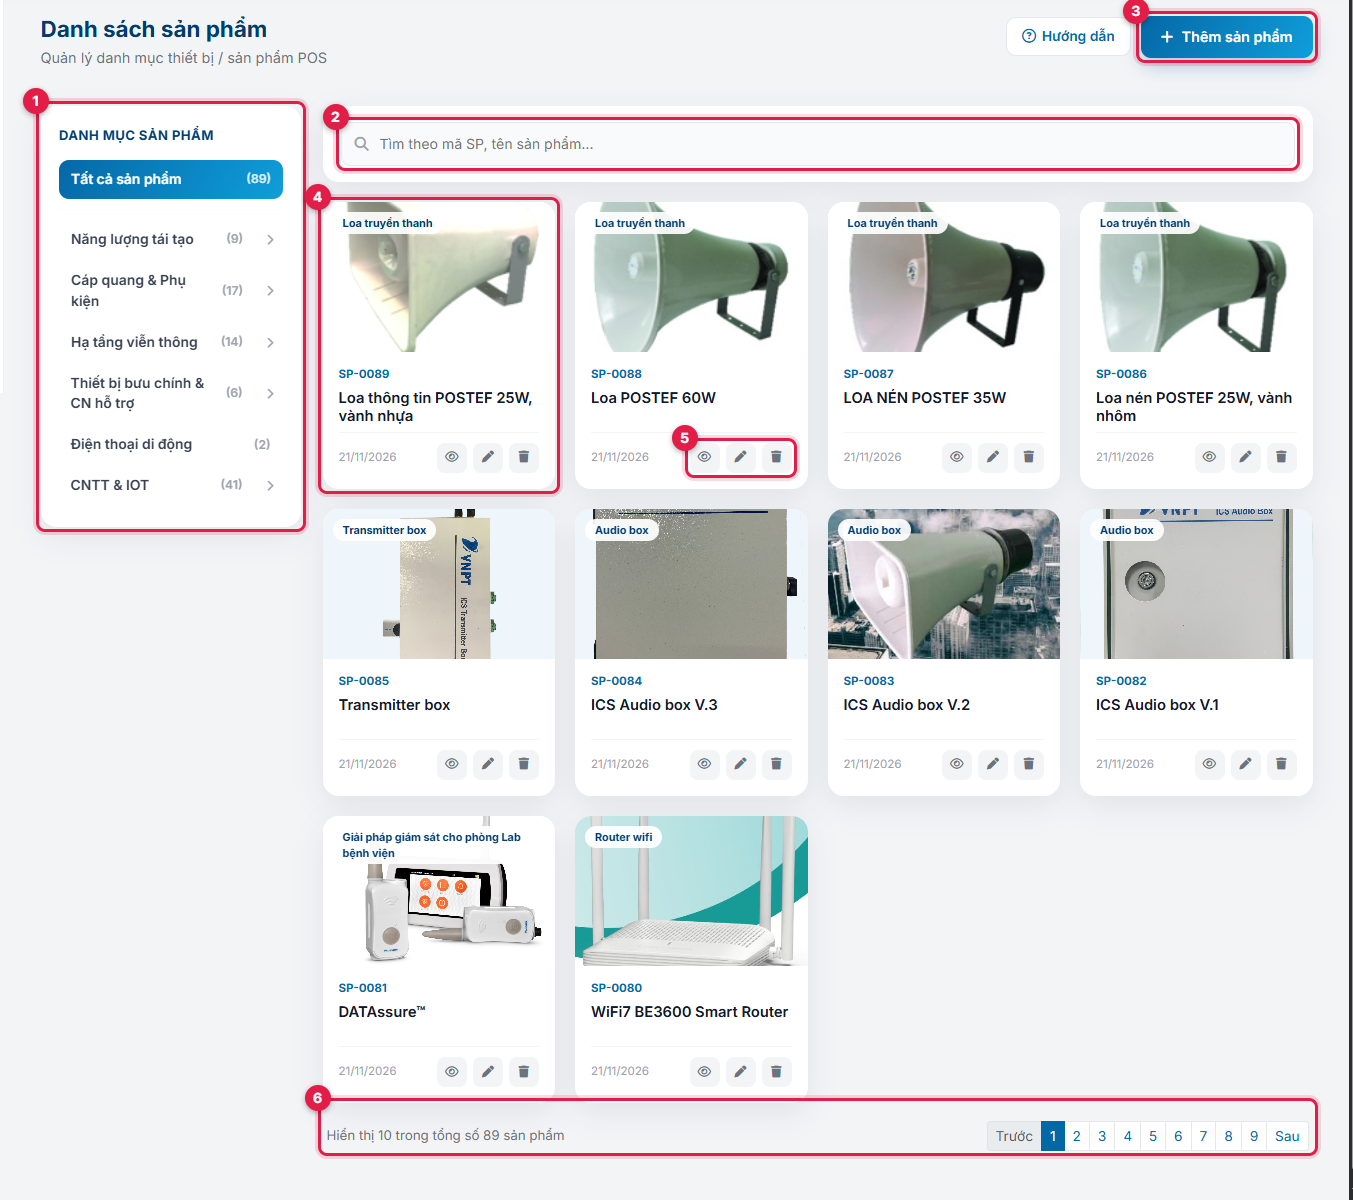 Danh sách sản phẩm
Quản lý danh mục thiết bị / sản phẩm POS
Hướng dẫn
3
Thêm sản phẩm
1
DANH MỤC SẢN PHẨM
Tất cả sản phẩm (89)
Năng lượng tái tạo (9)
Cáp quang & Phụ
kiện (17)
Hạ tầng viễn thông (14)
Thiết bị bưu chính &
CN hỗ trợ (6)
Điện thoại di động (2)
CNTT & IOT (41)
2
Tìm theo mã SP, tên sản phẩm...
4
Loa truyền thanh
SP-0089
Loa thông tin POSTEF 25W,
vành nhựa
21/11/2026
Loa truyền thanh
SP-0088
Loa POSTEF 60W
5
21/11/2026
Loa truyền thanh
SP-0087
LOA NÉN POSTEF 35W
21/11/2026
Loa truyền thanh
SP-0086
Loa nén POSTEF 25W, vành
nhôm
21/11/2026
Transmitter box
VNPT
ICS Transmitter Box
SP-0085
Transmitter box
21/11/2026
Audio box
SP-0084
ICS Audio box V.3
21/11/2026
Audio box
SP-0083
ICS Audio box V.2
21/11/2026
Audio box
VNPT
ICS Audio Box
SP-0082
ICS Audio box V.1
21/11/2026
Giải pháp giám sát cho phòng Lab
bệnh viện
SP-0081
DATAssure™
21/11/2026
Router wifi
SP-0080
WiFi7 BE3600 Smart Router
21/11/2026
6
Hiển thị 10 trong tổng số 89 sản phẩm
Trước 1 2 3 4 5 6 7 8 9 Sau